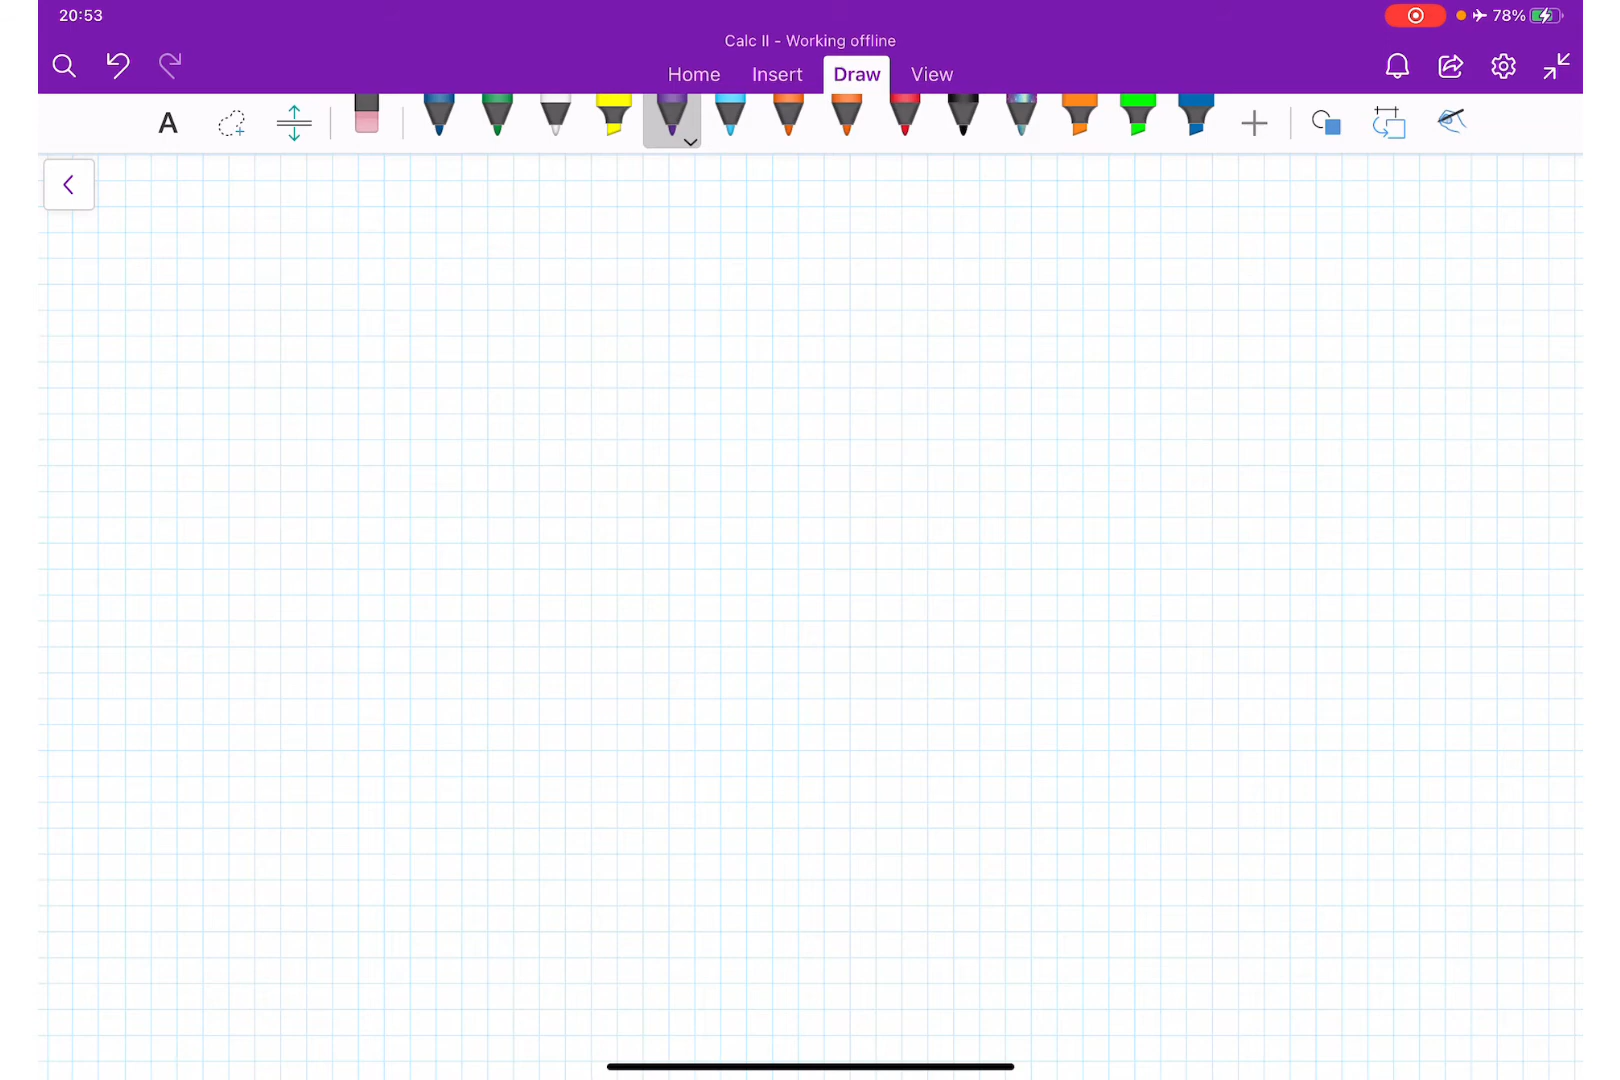 20:53
78%
Calc II - Working offline
Home Insert Draw View
A